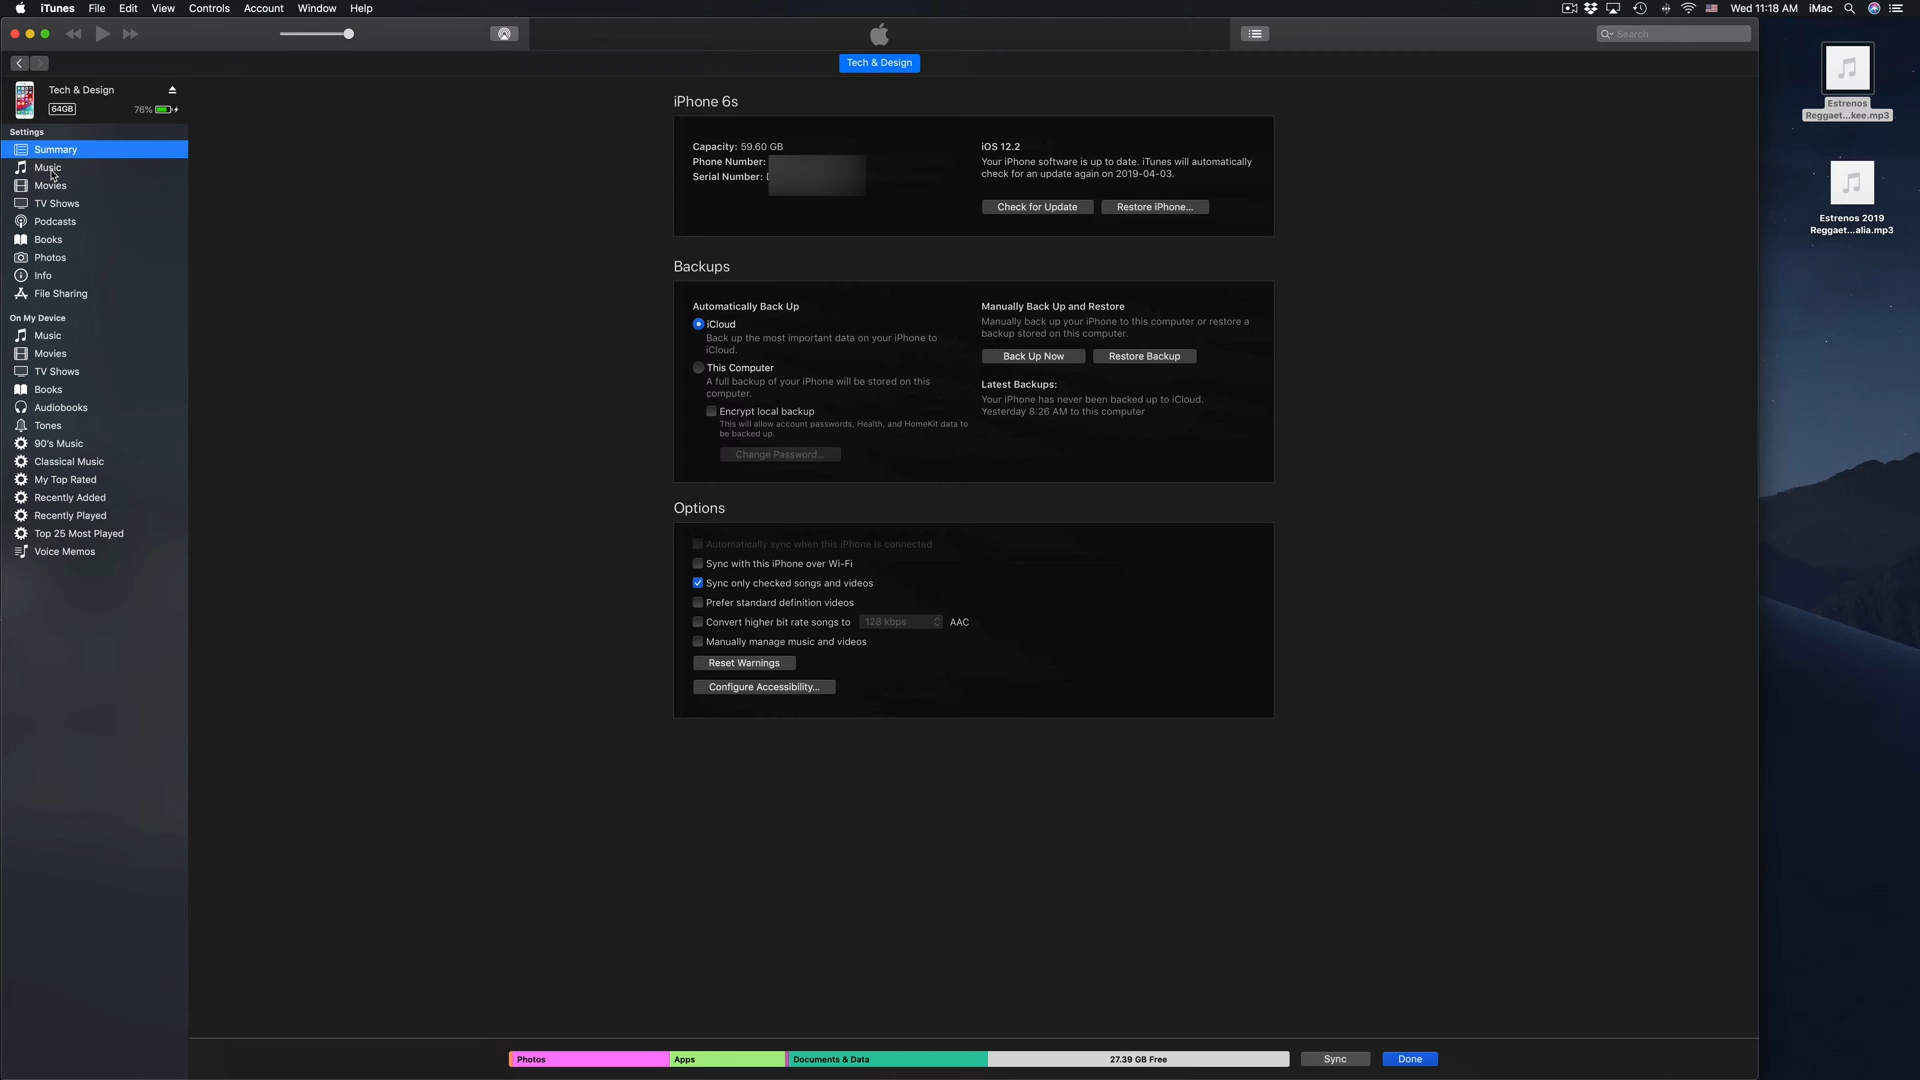 iTunes File Edit View Controls Account Window Help
Wed 11:18 AM iMac
Search
Tech & Design
Tech & Design
64GB 76%
Settings
Summary
Music
Movies
TV Shows
Podcasts
Books
Photos
Info
File Sharing
On My Device
Music
Movies
TV Shows
Books
Audiobooks
Tones
90's Music
Classical Music
My Top Rated
Recently Added
Recently Played
Top 25 Most Played
Voice Memos
iPhone 6s
Capacity: 59.60 GB
Phone Number:
Serial Number:
iOS 12.2
Your iPhone software is up to date. iTunes will automatically
check for an update again on 2019-04-03.
Check for Update Restore iPhone...
Backups
Automatically Back Up
iCloud
Back up the most important data on your iPhone to
iCloud.
This Computer
A full backup of your iPhone will be stored on this
computer.
Encrypt local backup
This will allow account passwords, Health, and HomeKit data to
be backed up.
Change Password...
Manually Back Up and Restore
Manually back up your iPhone to this computer or restore a
backup stored on this computer.
Back Up Now Restore Backup
Latest Backups:
Your iPhone has never been backed up to iCloud.
Yesterday 8:26 AM to this computer
Options
Automatically sync when this iPhone is connected
Sync with this iPhone over Wi-Fi
Sync only checked songs and videos
Prefer standard definition videos
Convert higher bit rate songs to 128 kbps AAC
Manually manage music and videos
Reset Warnings
Configure Accessibility...
Photos Apps Documents & Data 27.39 GB Free Sync Done
Estrenos
Reggaet...kee.mp3
Estrenos 2019
Reggaet...alia.mp3